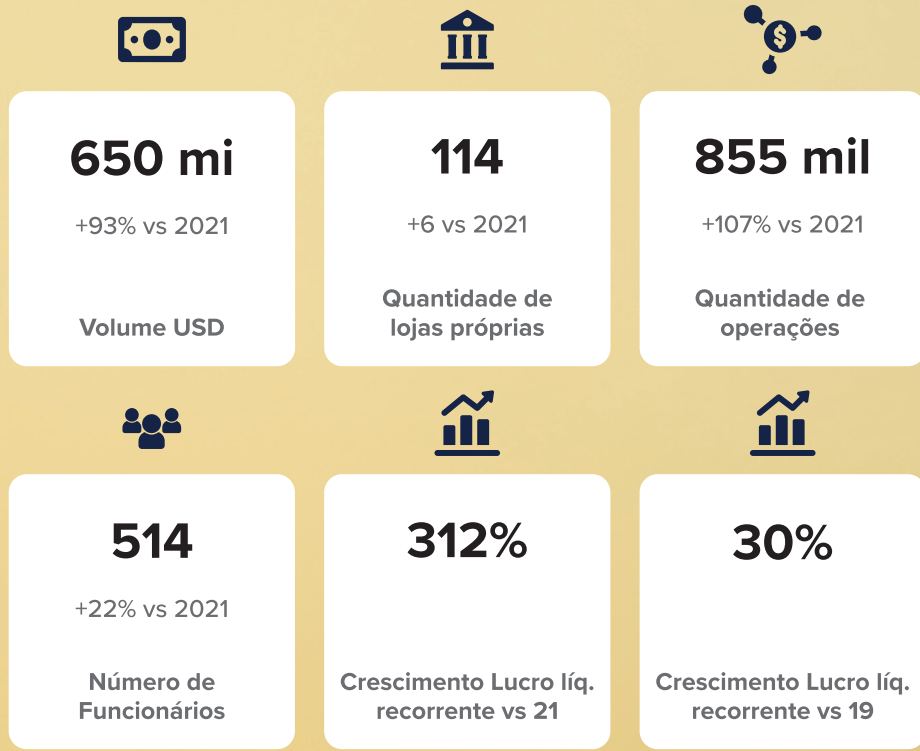 650 mi
+93% vs 2021
Volume USD
114
+6 vs 2021
Quantidade de
lojas próprias
855 mil
+107% vs 2021
Quantidade de
operações
514
+22% vs 2021
Número de
Funcionários
312%
Crescimento Lucro líq.
recorrente vs 21
30%
Crescimento Lucro líq.
recorrente vs 19